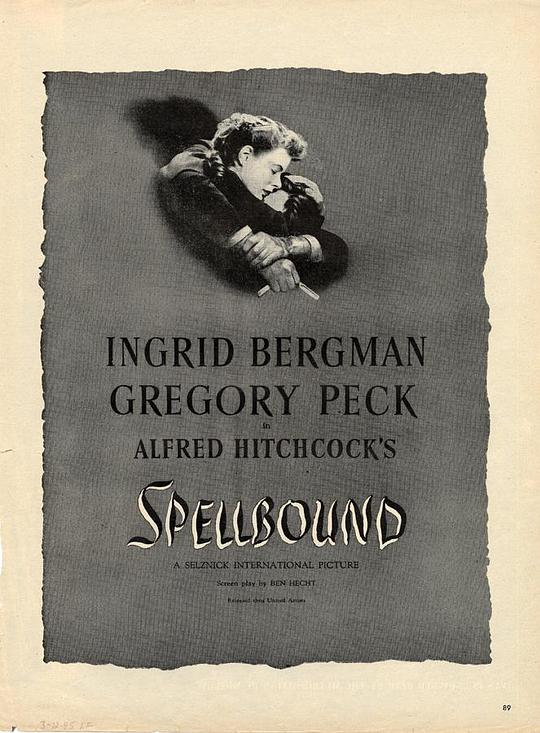 INGRID BERGMAN
GREGORY PECK
in
ALFRED HITCHCOCK'S
SPELLBOUND
A SELZNICK INTERNATIONAL PICTURE
Screen play by BEN HECHT
Released thru United Artists
89